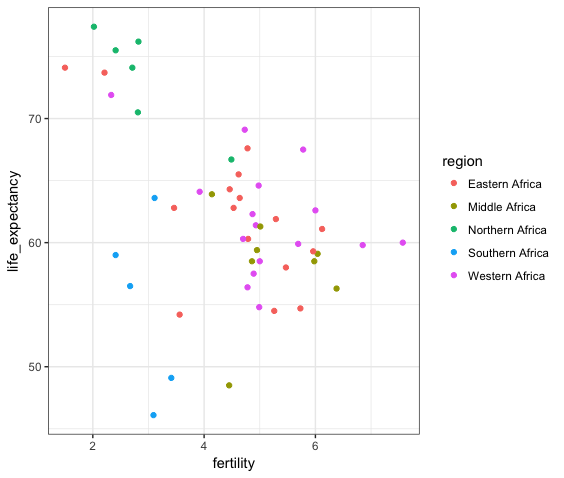 70
60
50
2
4
6
fertility
life_expectancy
region
Eastern Africa
Middle Africa
Northern Africa
Southern Africa
Western Africa